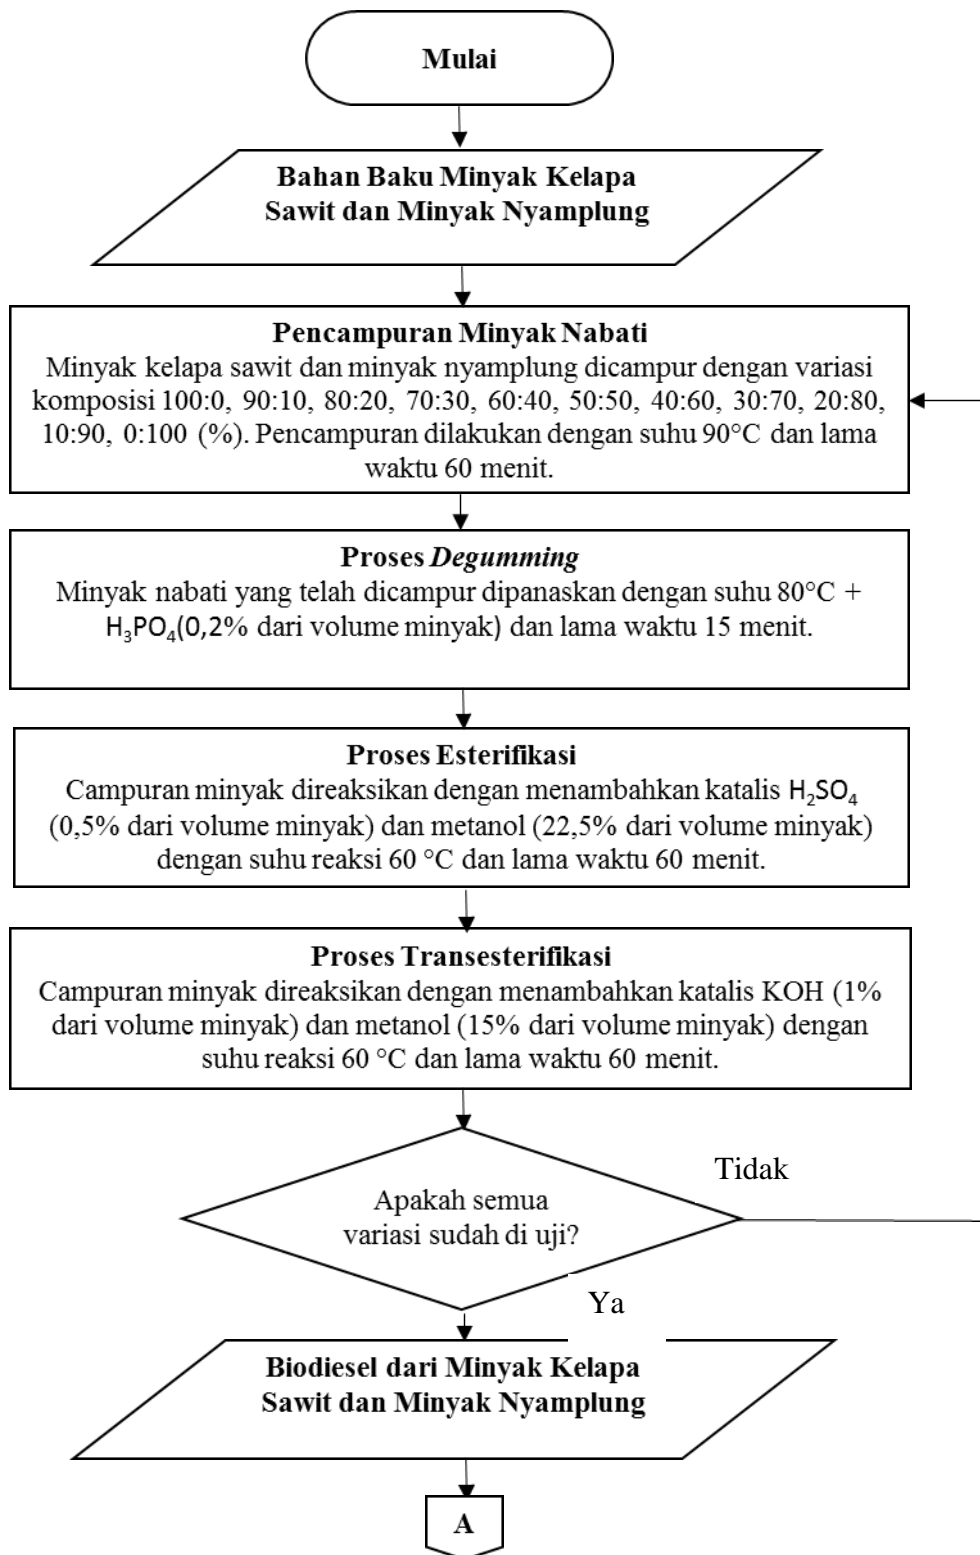 Mulai
Bahan Baku Minyak Kelapa
Sawit dan Minyak Nyamplung
Pencampuran Minyak Nabati
Minyak kelapa sawit dan minyak nyamplung dicampur dengan variasi
komposisi 100:0, 90:10, 80:20, 70:30, 60:40, 50:50, 40:60, 30:70, 20:80,
10:90, 0:100 (%). Pencampuran dilakukan dengan suhu 90°C dan lama
waktu 60 menit.
Proses Degumming
Minyak nabati yang telah dicampur dipanaskan dengan suhu 80°C +
H₃PO₄(0,2% dari volume minyak) dan lama waktu 15 menit.
Proses Esterifikasi
Campuran minyak direaksikan dengan menambahkan katalis H₂SO₄
(0,5% dari volume minyak) dan metanol (22,5% dari volume minyak)
dengan suhu reaksi 60 °C dan lama waktu 60 menit.
Proses Transesterifikasi
Campuran minyak direaksikan dengan menambahkan katalis KOH (1%
dari volume minyak) dan metanol (15% dari volume minyak) dengan
suhu reaksi 60 °C dan lama waktu 60 menit.
Tidak
Apakah semua
variasi sudah di uji?
Ya
Biodiesel dari Minyak Kelapa
Sawit dan Minyak Nyamplung
A